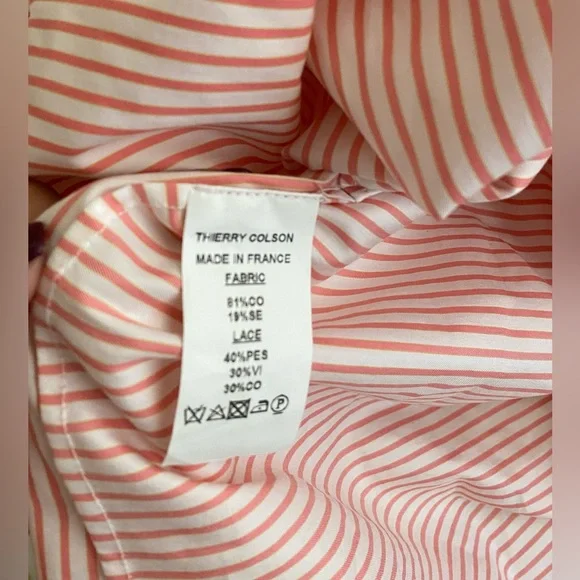 THIERRY COLSON
MADE IN FRANCE
FABRIC
81%CO
19%SE
LACE
40%PES
30%VI
30%CO
P